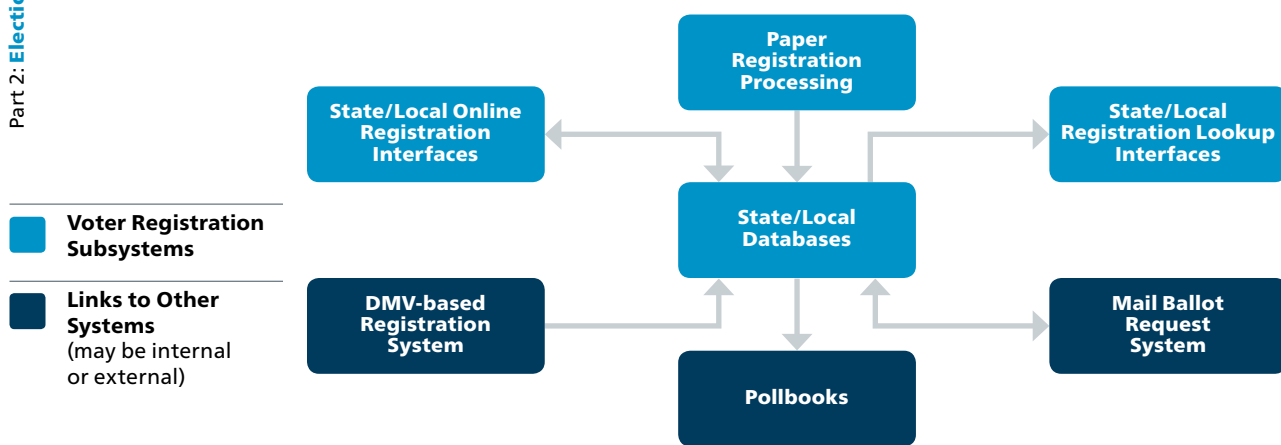 Part 2: Electio
Paper
Registration
Processing
State/Local Online
Registration
Interfaces
State/Local
Registration Lookup
Interfaces
Voter Registration
Subsystems
State/Local
Databases
Links to Other
Systems
(may be internal
or external)
DMV-based
Registration
System
Mail Ballot
Request
System
Pollbooks